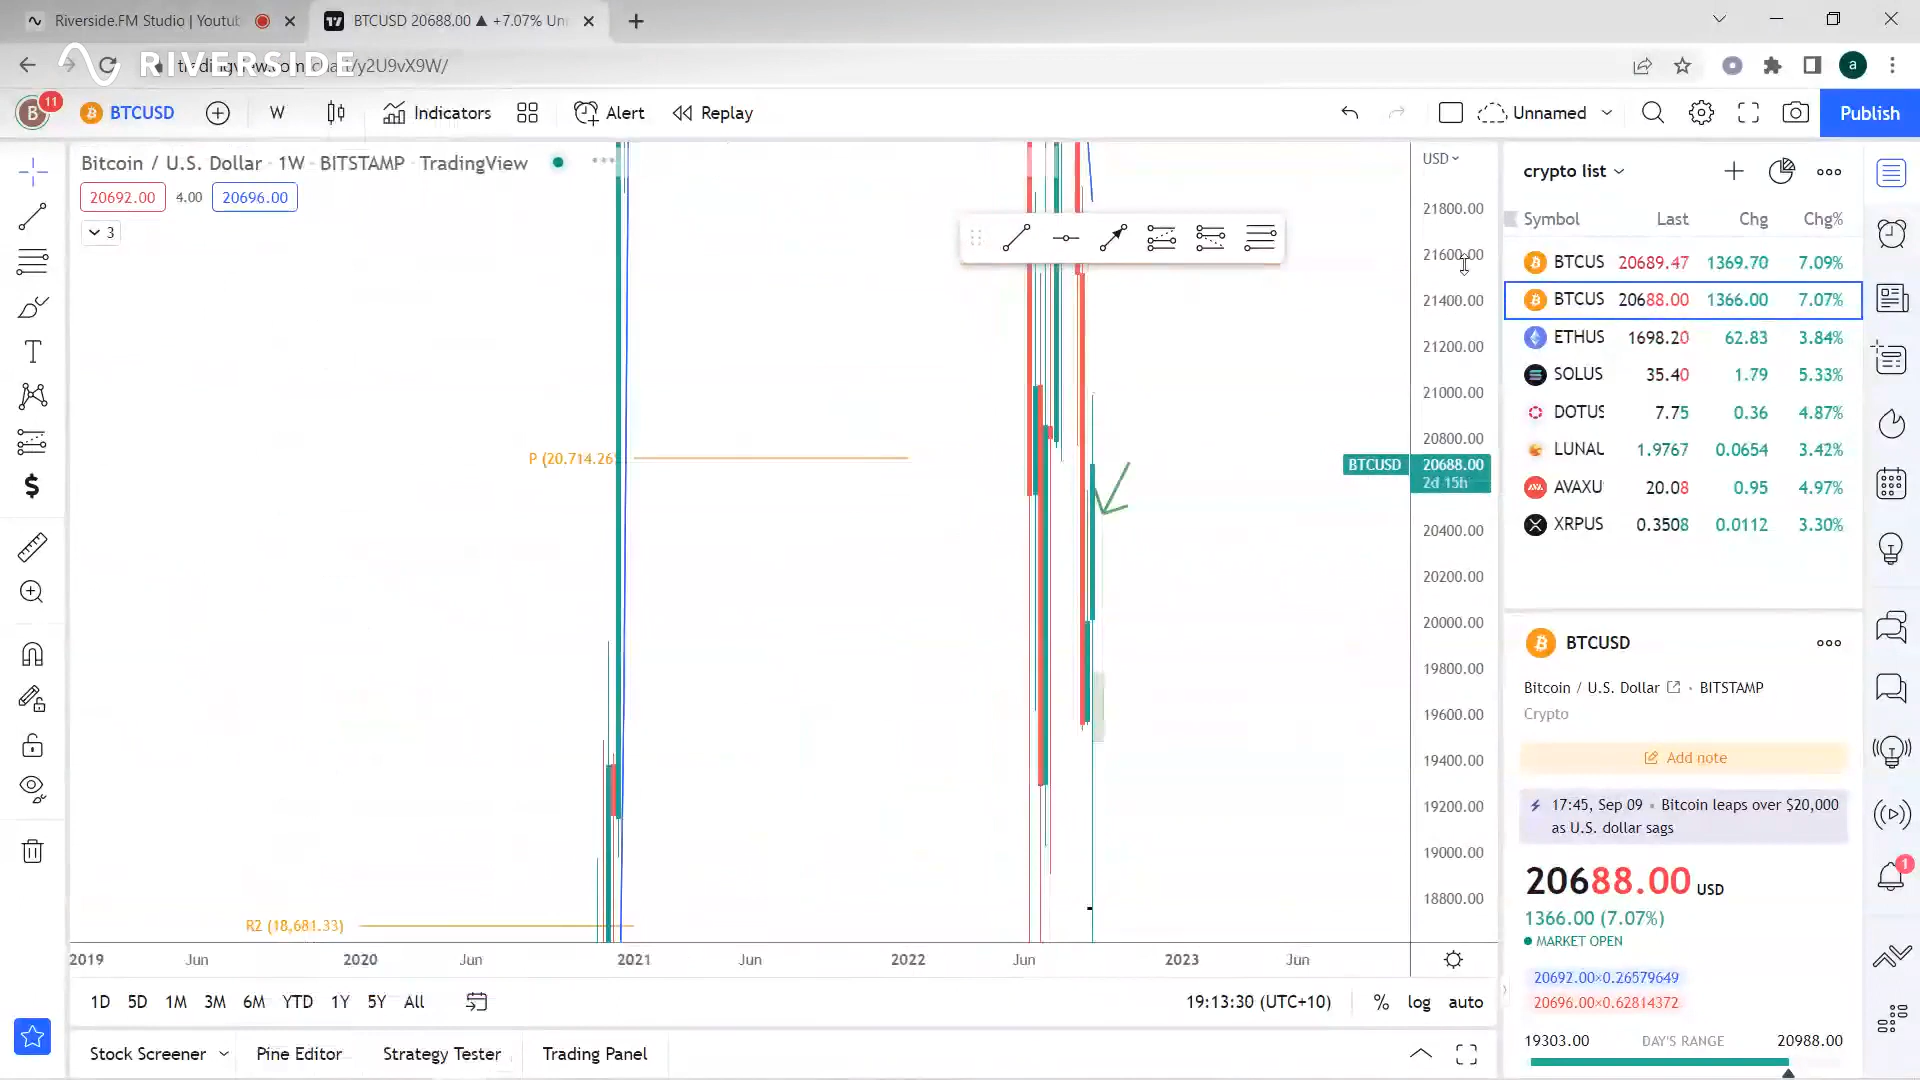 Riverside.FM Studio | Youtub
BTCUSD 20688.00 ▲ +7.07% Un
RIVERSIDE
/y2U9vX9W/
a
B
11
BTCUSD
W
Indicators
Alert
Replay
Unnamed
Publish
Bitcoin / U.S. Dollar · 1W · BITSTAMP · TradingView
20692.00
4.00
20696.00
3
P (20,714.26
R2 (18,681.33)
USD
21800.00
21600.00
21400.00
21200.00
21000.00
20800.00
BTCUSD
20688.00
2d 15h
20400.00
20200.00
20000.00
19800.00
19600.00
19400.00
19200.00
19000.00
18800.00
2019
Jun
2020
Jun
2021
Jun
2022
Jun
2023
Jun
1D 5D 1M 3M 6M YTD 1Y 5Y All
19:13:30 (UTC+10)
% log auto
Stock Screener
Pine Editor
Strategy Tester
Trading Panel
crypto list
Symbol Last Chg Chg%
BTCUS 20689.47 1369.70 7.09%
BTCUS 20688.00 1366.00 7.07%
ETHUS 1698.20 62.83 3.84%
SOLUS 35.40 1.79 5.33%
DOTUS 7.75 0.36 4.87%
LUNAU 1.9767 0.0654 3.42%
AVAXU 20.08 0.95 4.97%
XRPUS 0.3508 0.0112 3.30%
BTCUSD
Bitcoin / U.S. Dollar · BITSTAMP
Crypto
Add note
17:45, Sep 09 · Bitcoin leaps over $20,000
as U.S. dollar sags
20688.00 USD
1366.00 (7.07%)
MARKET OPEN
20692.00×0.26579649
20696.00×0.62814372
19303.00 DAY'S RANGE 20988.00
1